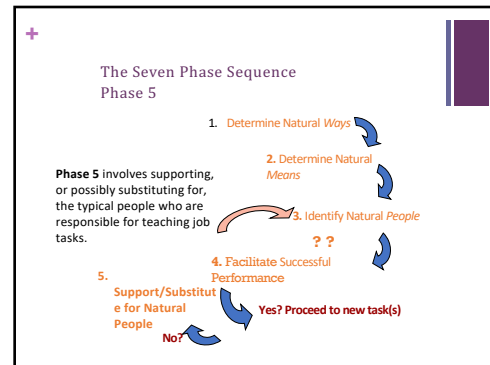 +
The Seven Phase Sequence
Phase 5
1. Determine Natural Ways
2. Determine Natural
Means
Phase 5 involves supporting,
or possibly substituting for,
the typical people who are
responsible for teaching job
tasks.
3. Identify Natural People
? ?
4. Facilitate Successful
Performance
5.
Support/Substitut
e for Natural
People
Yes? Proceed to new task(s)
No?